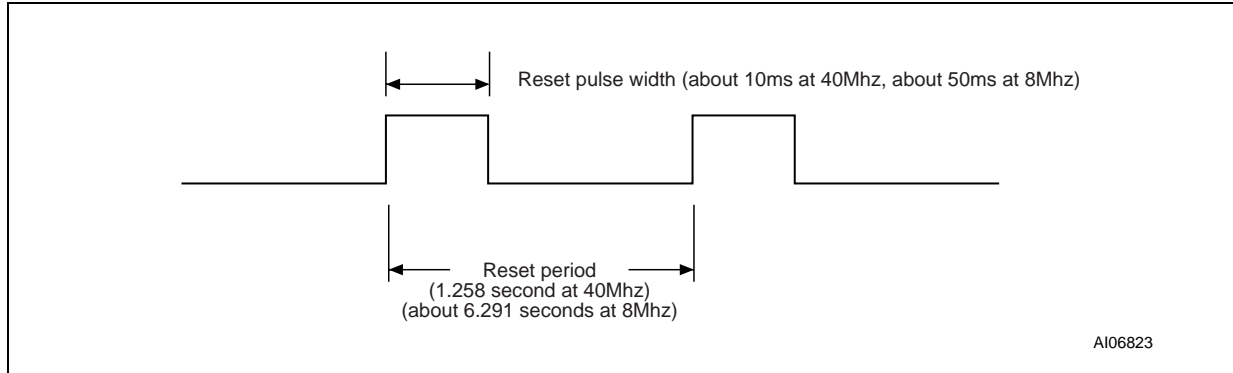 Reset pulse width (about 10ms at 40Mhz, about 50ms at 8Mhz)
Reset period
(1.258 second at 40Mhz)
(about 6.291 seconds at 8Mhz)
AI06823